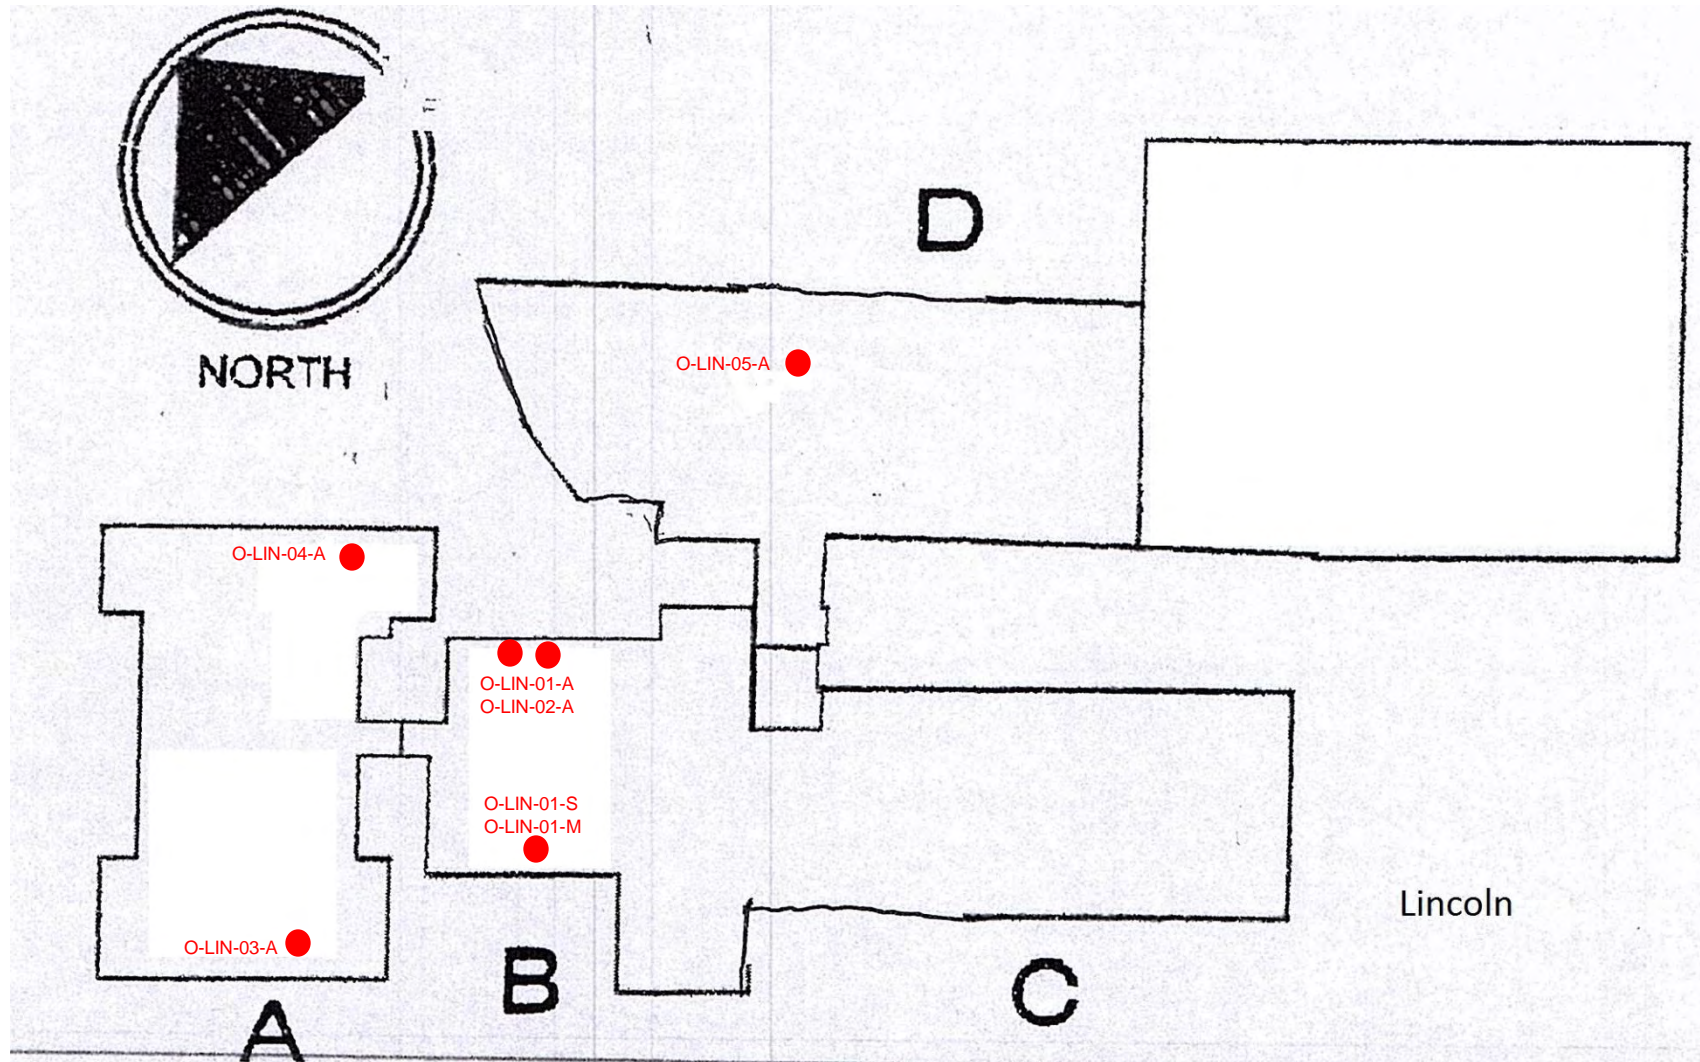 NORTH
D
O-LIN-05-A
O-LIN-04-A
O-LIN-01-A
O-LIN-02-A
O-LIN-01-S
O-LIN-01-M
O-LIN-03-A
Lincoln
B
C
A